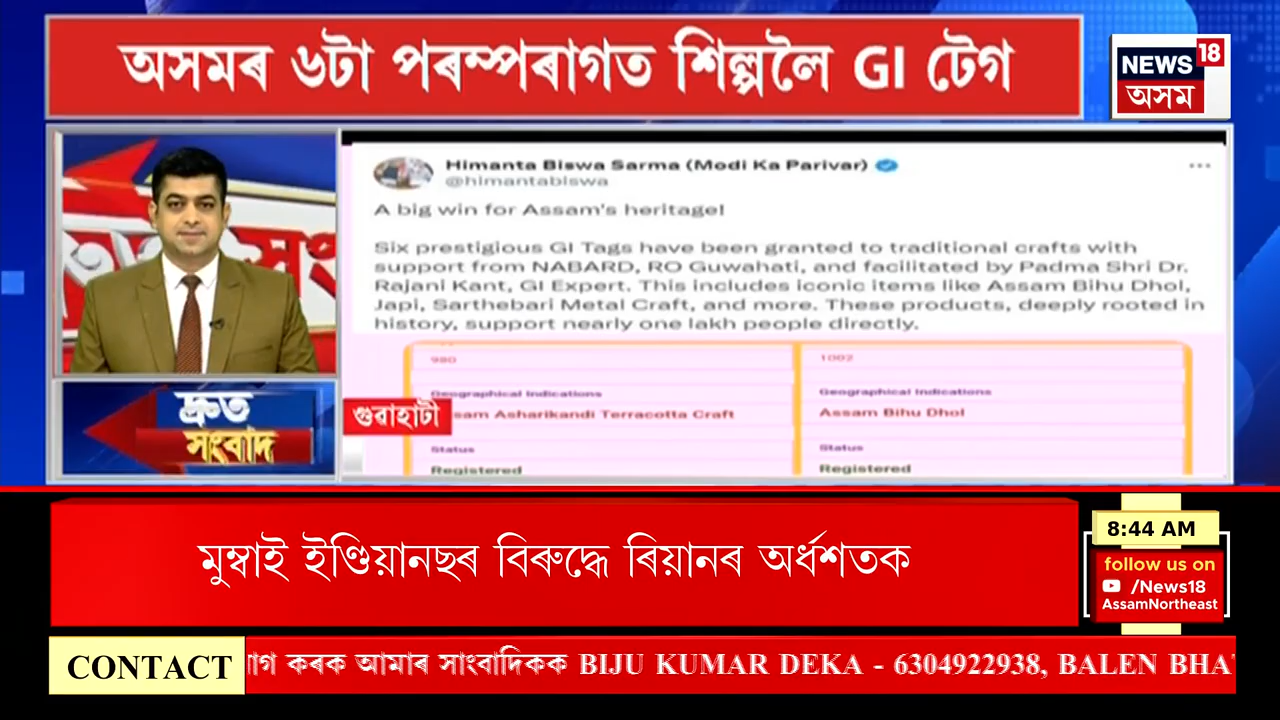 অসমৰ ৬টা পৰম্পৰাগত শিল্পলৈ GI টেগ
NEWS 18
অসম
Himanta Biswa Sarma (Modi Ka Parivar)
@himantabiswa
A big win for Assam's heritage!
Six prestigious GI Tags have been granted to traditional crafts with
support from NABARD, RO Guwahati, and facilitated by Padma Shri Dr.
Rajani Kant, GI Expert. This includes iconic items like Assam Bihu Dhol,
Japi, Sarthebari Metal Craft, and more. These products, deeply rooted in
history, support nearly one lakh people directly.
980
Geographical Indications
ssam Asharikandi Terracotta Craft
Status
Registered
1002
Geographical Indications
Assam Bihu Dhol
Status
Registered
গুৱাহাটী
দ্ৰুত
সংবাদ
মুম্বাই ইণ্ডিয়ানছৰ বিৰুদ্ধে ৰিয়ানৰ অৰ্ধশতক
8:44 AM
follow us on
/News18
AssamNortheast
CONTACT
াগ কৰক আমাৰ সাংবাদিকক BIJU KUMAR DEKA - 6304922938, BALEN BHA